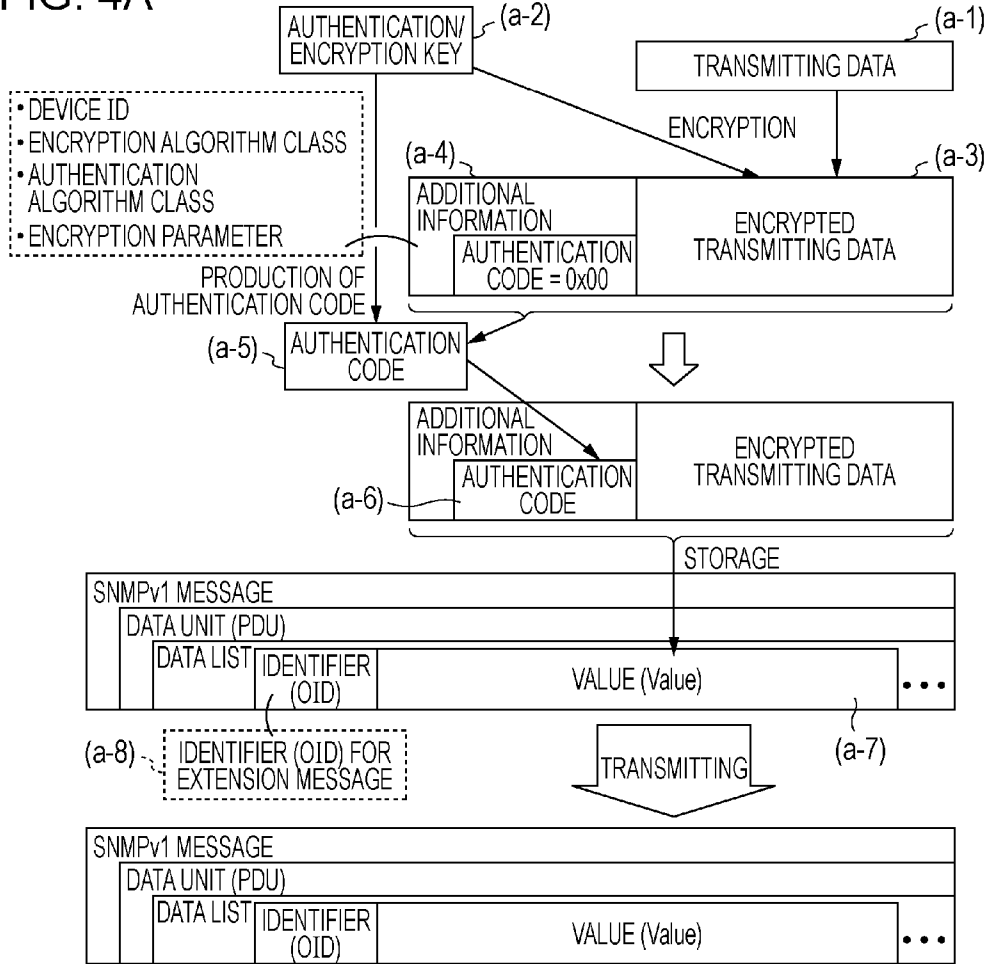 FIG. 4A
AUTHENTICATION/
ENCRYPTION KEY
(a-2)
(a-1)
TRANSMITTING DATA
• DEVICE ID
• ENCRYPTION ALGORITHM CLASS
• AUTHENTICATION
ALGORITHM CLASS
• ENCRYPTION PARAMETER
ENCRYPTION
(a-4)
(a-3)
ADDITIONAL
INFORMATION
AUTHENTICATION
CODE = 0x00
ENCRYPTED
TRANSMITTING DATA
PRODUCTION OF
AUTHENTICATION CODE
(a-5)
AUTHENTICATION
CODE
ADDITIONAL
INFORMATION
AUTHENTICATION
CODE
ENCRYPTED
TRANSMITTING DATA
(a-6)
STORAGE
SNMPv1 MESSAGE
DATA UNIT (PDU)
DATA LIST
IDENTIFIER
(OID)
VALUE (Value)
•••
(a-8)
IDENTIFIER (OID) FOR
EXTENSION MESSAGE
TRANSMITTING
(a-7)
SNMPv1 MESSAGE
DATA UNIT (PDU)
DATA LIST
IDENTIFIER
(OID)
VALUE (Value)
•••